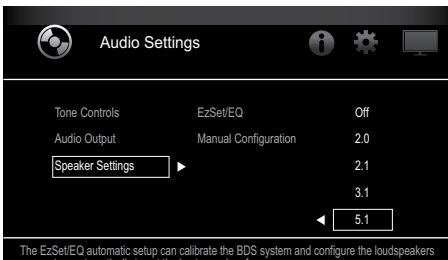 Audio Settings
Tone Controls EzSet/EQ Off
Audio Output Manual Configuration 2.0
Speaker Settings 2.1
3.1
5.1
The EzSet/EQ automatic setup can calibrate the BDS system and configure the loudspeakers